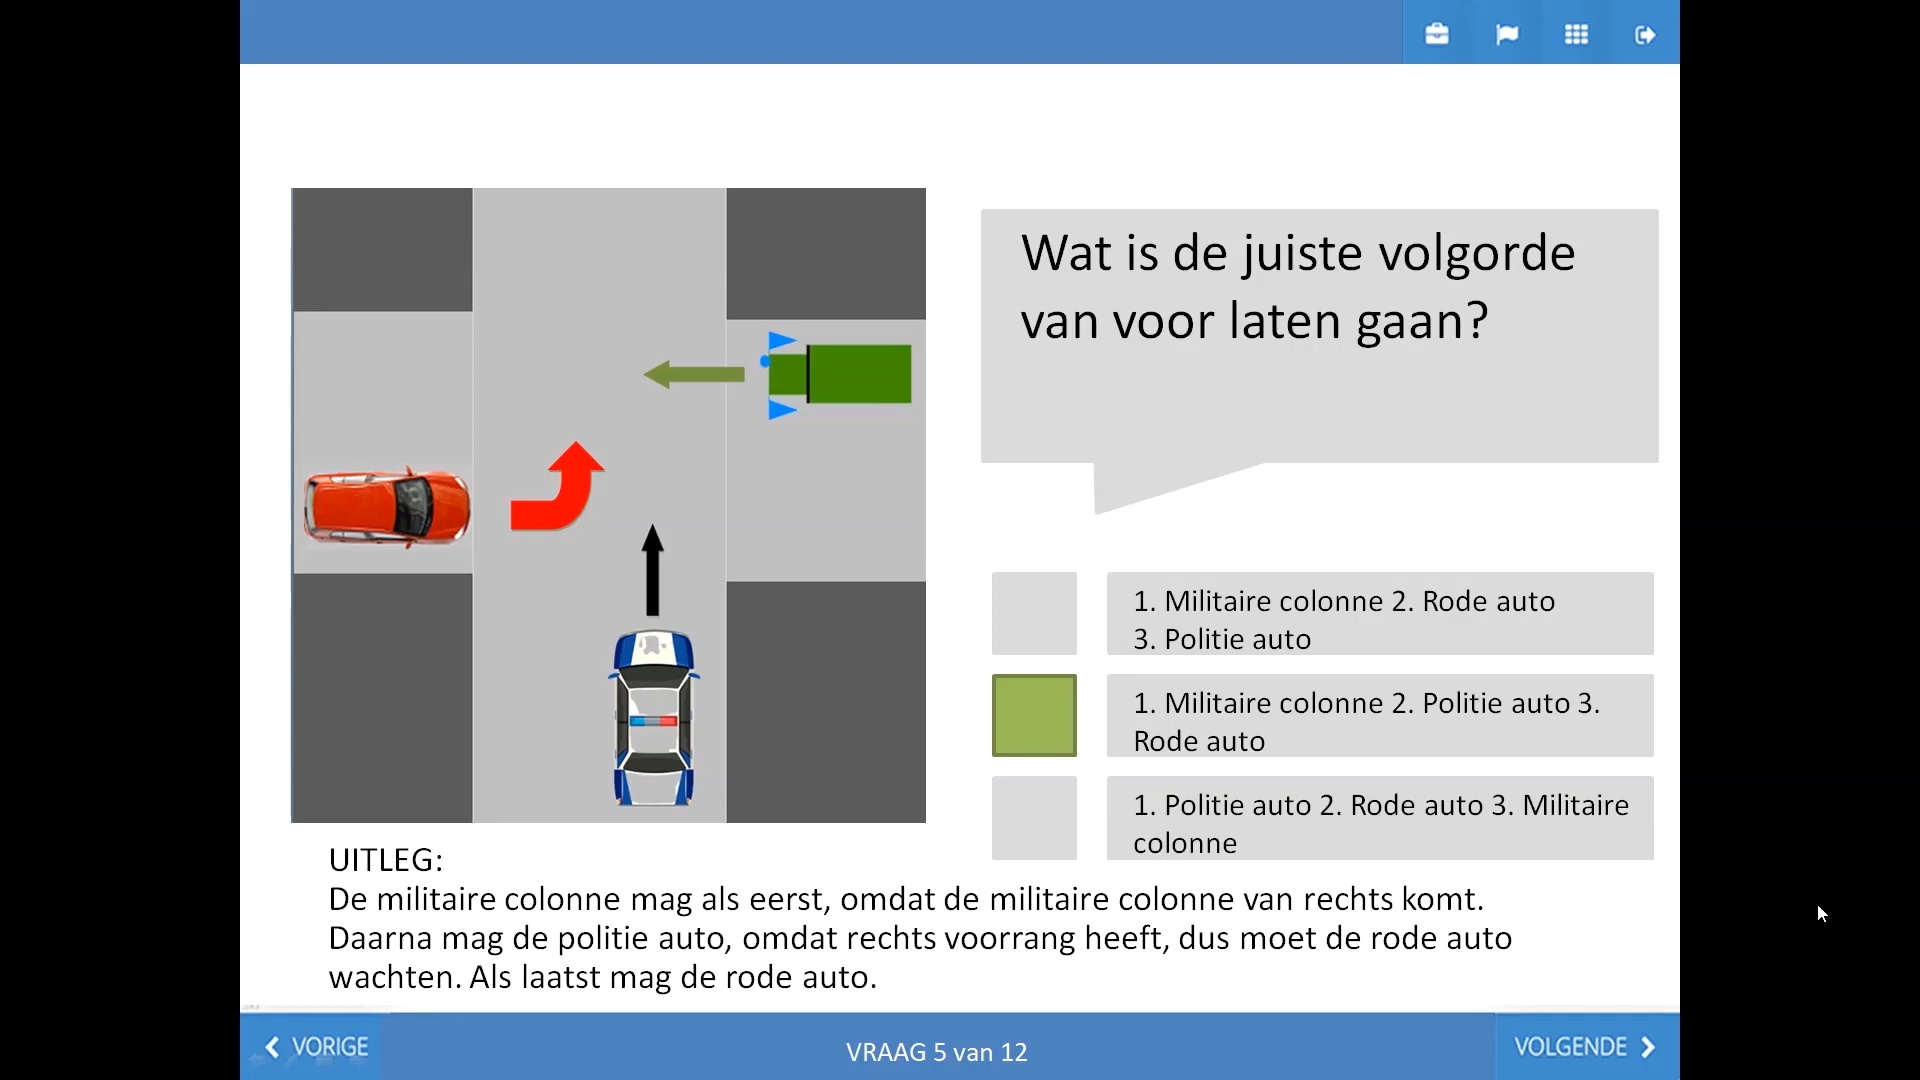 Wat is de juiste volgorde
van voor laten gaan?
1. Militaire colonne 2. Rode auto
3. Politie auto
1. Militaire colonne 2. Politie auto 3.
Rode auto
1. Politie auto 2. Rode auto 3. Militaire
colonne
UITLEG:
De militaire colonne mag als eerst, omdat de militaire colonne van rechts komt.
Daarna mag de politie auto, omdat rechts voorrang heeft, dus moet de rode auto
wachten. Als laatst mag de rode auto.
VORIGE
VRAAG 5 van 12
VOLGENDE